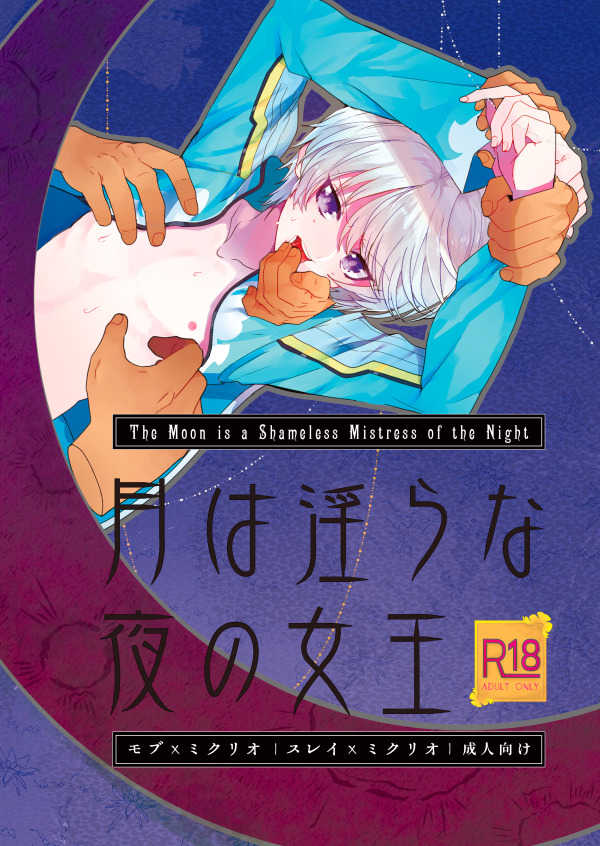 The Moon is a Shameless Mistress of the Night
月は淫らな
夜の女王
R18
ADULT ONLY
モブ×ミクリオ|スレイ×ミクリオ|成人向け